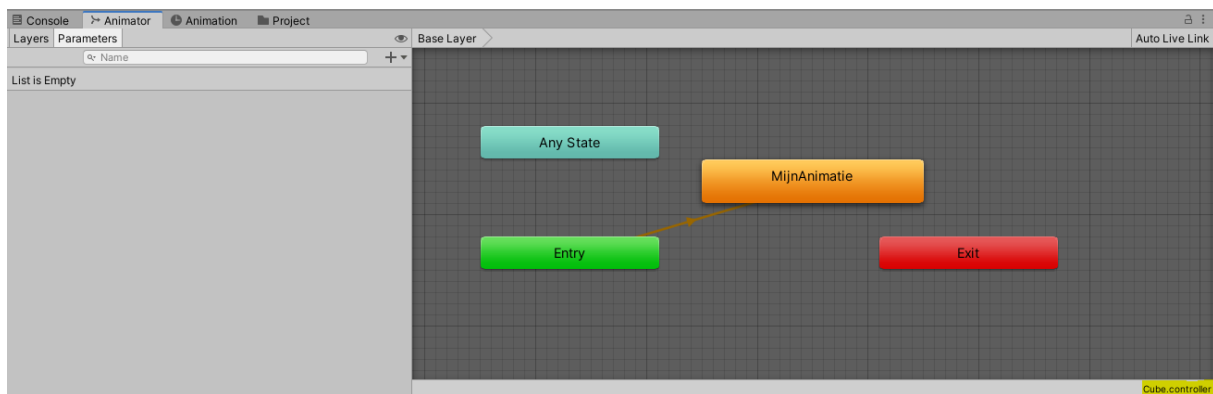 Console Animator Animation Project
Layers Parameters Base Layer Auto Live Link
Name
List is Empty
Any State
MijnAnimatie
Entry
Exit
Cube.controller